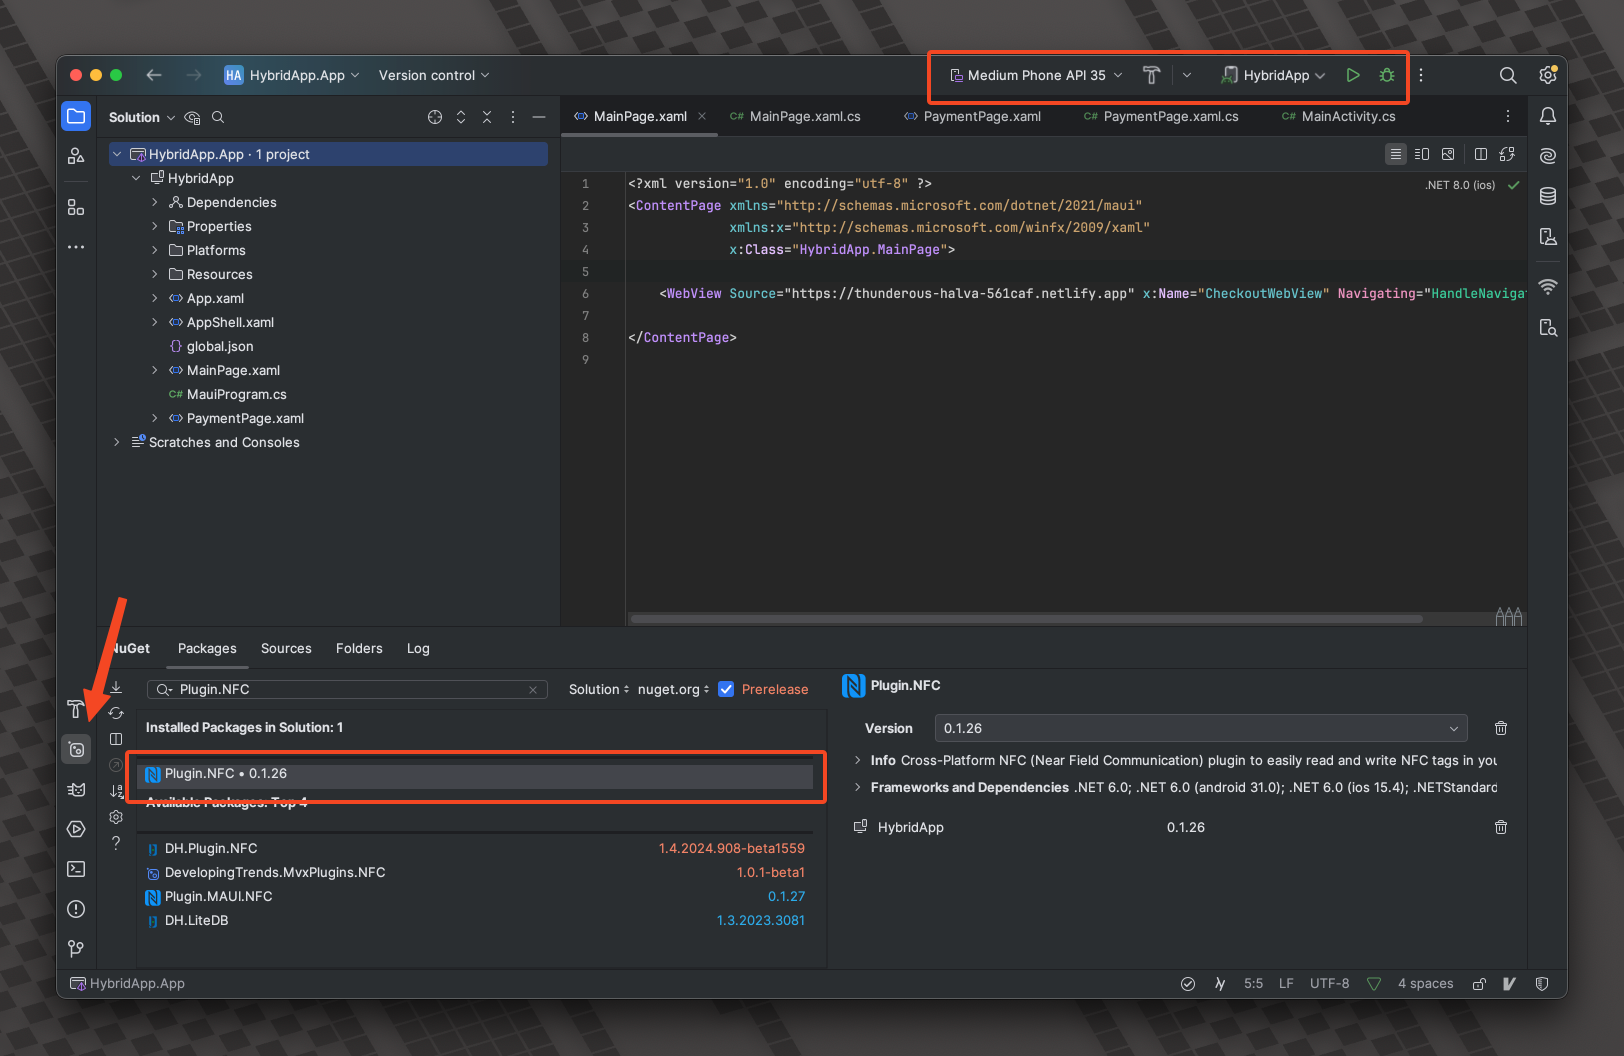 HA HybridApp.App Version control Medium Phone API 35 HybridApp
Solution
MainPage.xaml MainPage.xaml.cs PaymentPage.xaml PaymentPage.xaml.cs MainActivity.cs
HybridApp.App · 1 project
HybridApp
Dependencies
Properties
Platforms
Resources
App.xaml
AppShell.xaml
global.json
MainPage.xaml
MauiProgram.cs
PaymentPage.xaml
Scratches and Consoles
.NET 8.0 (ios)
1 <?xml version="1.0" encoding="utf-8" ?>
2 <ContentPage xmlns="http://schemas.microsoft.com/dotnet/2021/maui"
3 xmlns:x="http://schemas.microsoft.com/winfx/2009/xaml"
4 x:Class="HybridApp.MainPage">
5
6 <WebView Source="https://thunderous-halva-561caf.netlify.app" x:Name="CheckoutWebView" Navigating="HandleNavigat
7
8 </ContentPage>
9
NuGet Packages Sources Folders Log
Plugin.NFC Solution nuget.org Prerelease
Installed Packages in Solution: 1
Plugin.NFC • 0.1.26
Available Packages: Top 4
DH.Plugin.NFC 1.4.2024.908-beta1559
DevelopingTrends.MvxPlugins.NFC 1.0.1-beta1
Plugin.MAUI.NFC 0.1.27
DH.LiteDB 1.3.2023.3081
Plugin.NFC
Version 0.1.26
Info Cross-Platform NFC (Near Field Communication) plugin to easily read and write NFC tags in you
Frameworks and Dependencies .NET 6.0; .NET 6.0 (android 31.0); .NET 6.0 (ios 15.4); .NETStandard
HybridApp 0.1.26
HybridApp.App 5:5 LF UTF-8 4 spaces